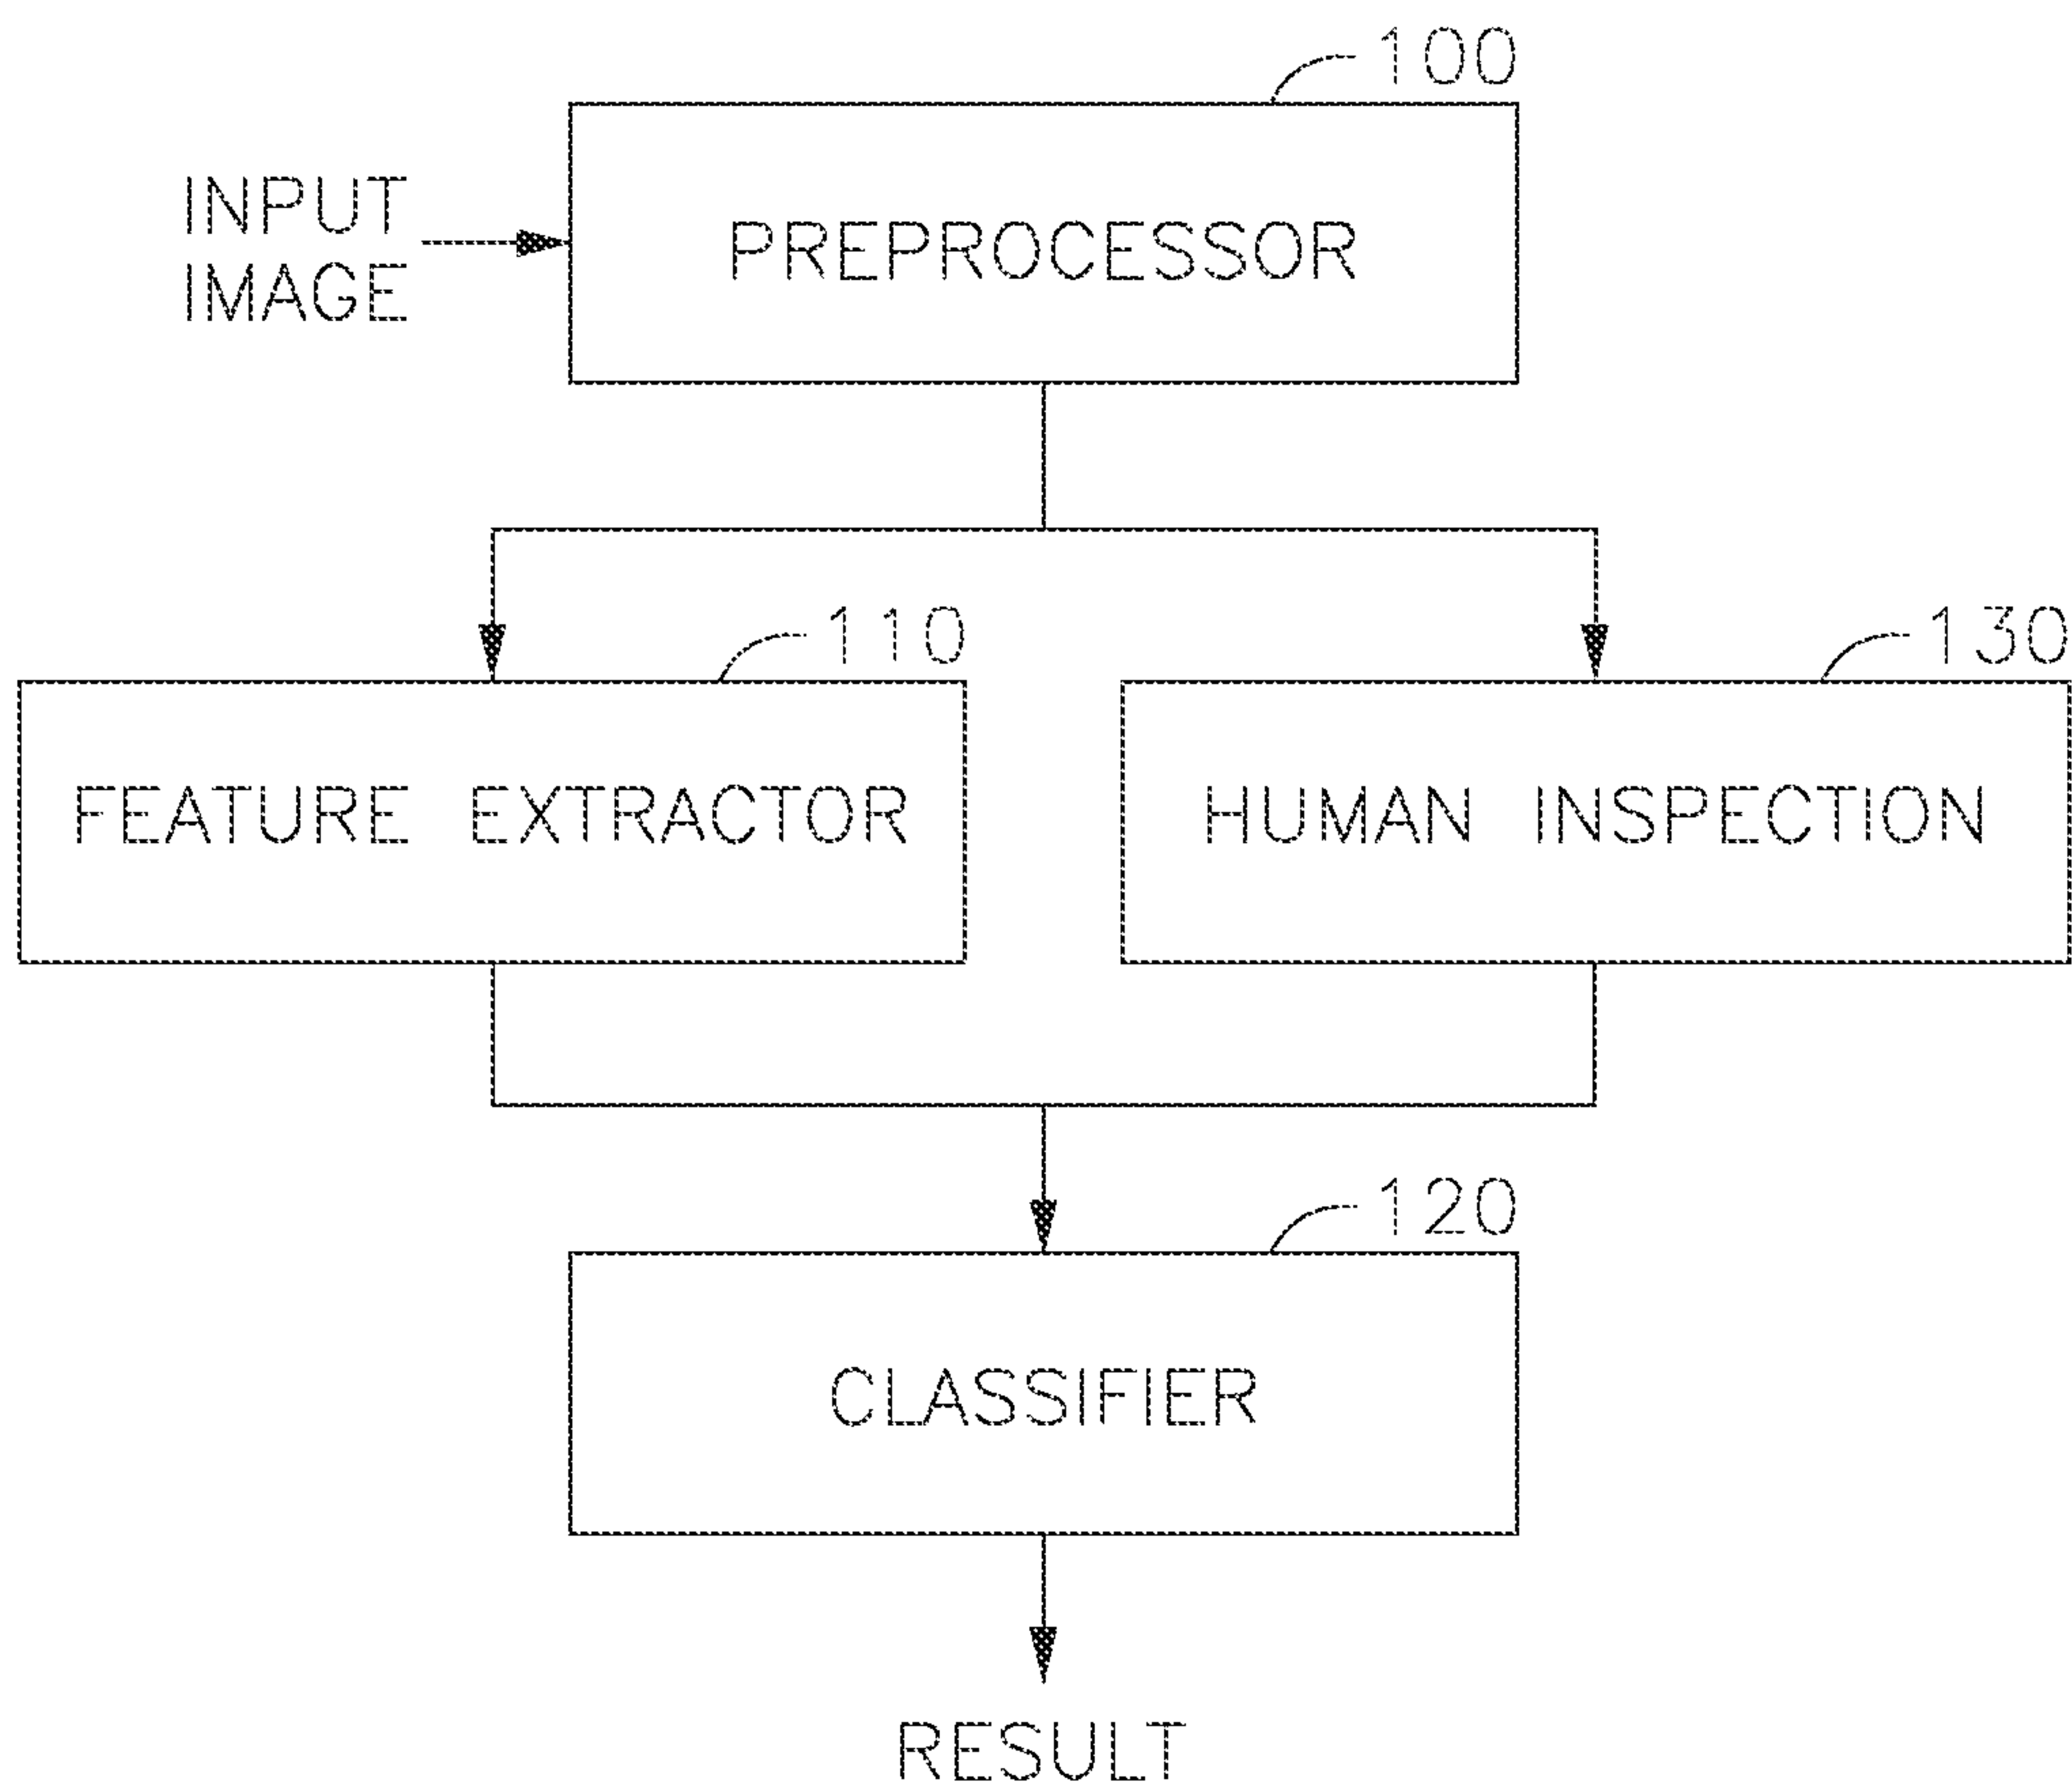 100
INPUT
IMAGE
PREPROCESSOR
110
130
FEATURE EXTRACTOR
HUMAN INSPECTION
120
CLASSIFIER
RESULT